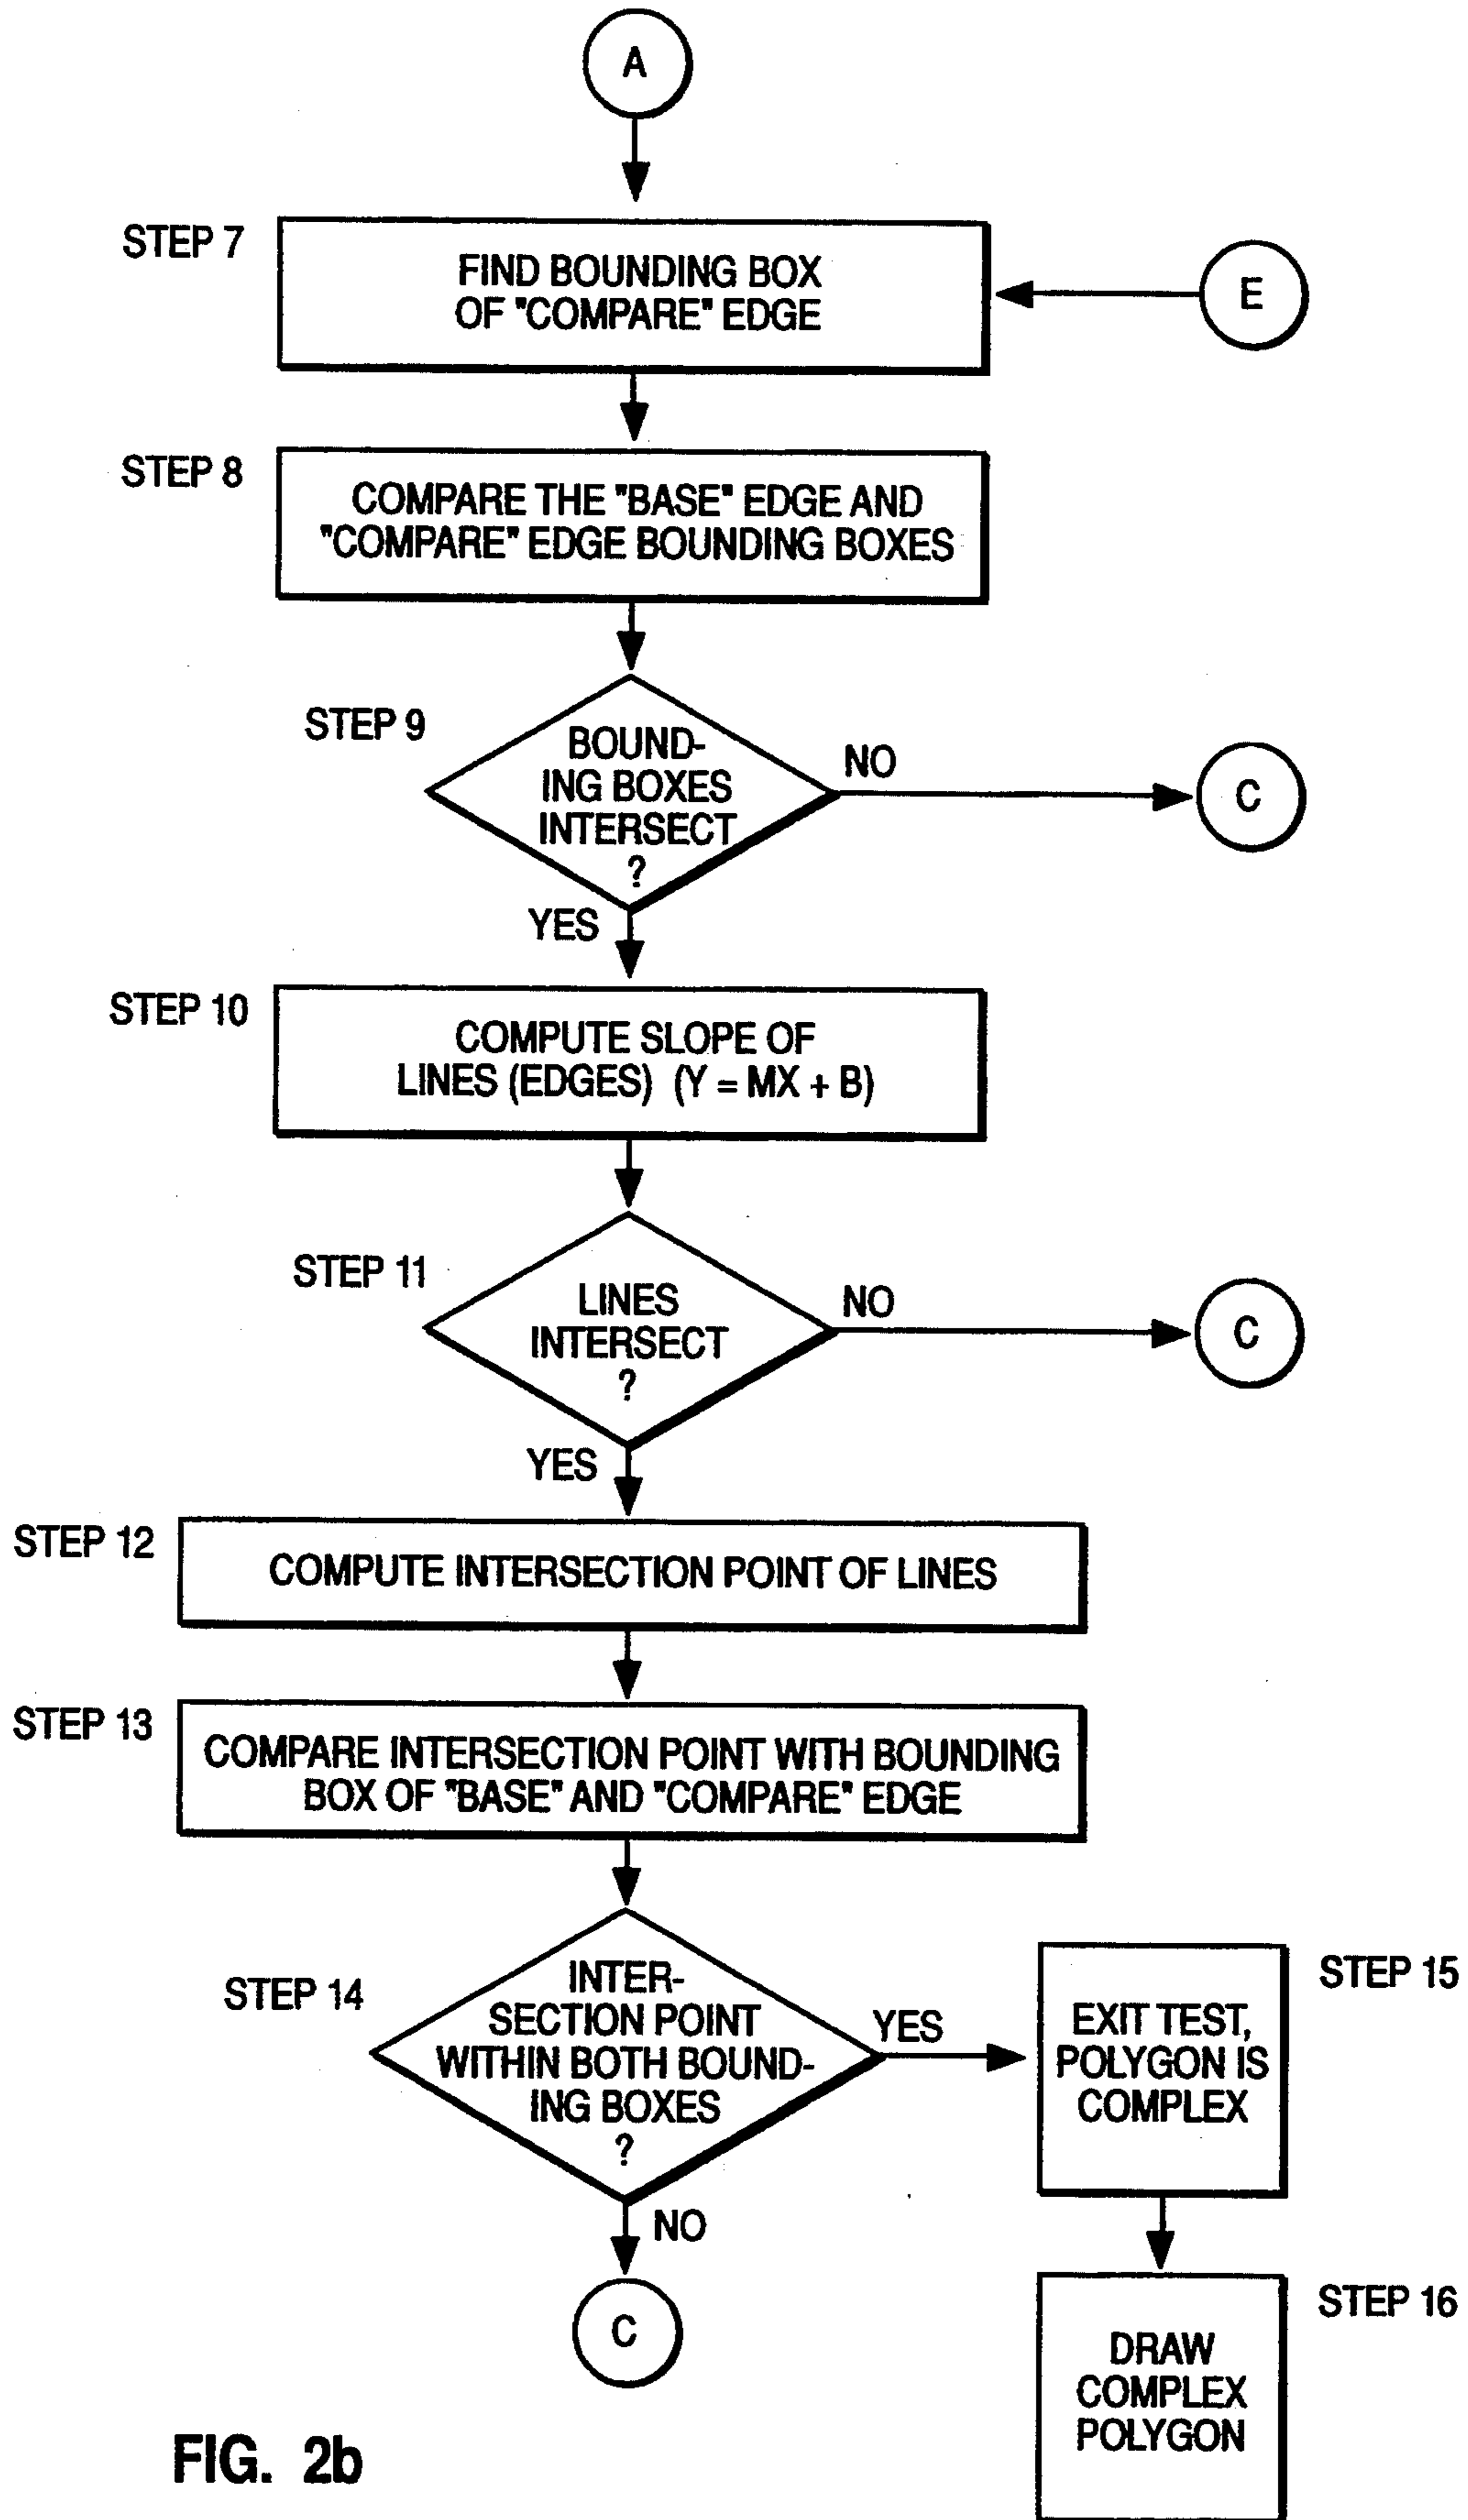 A
STEP 7
FIND BOUNDING BOX
OF "COMPARE" EDGE
E
STEP 8
COMPARE THE "BASE" EDGE AND
"COMPARE" EDGE BOUNDING BOXES
STEP 9
BOUND-
ING BOXES
INTERSECT
?
NO
C
YES
STEP 10
COMPUTE SLOPE OF
LINES (EDGES) (Y = MX + B)
STEP 11
LINES
INTERSECT
?
NO
C
YES
STEP 12
COMPUTE INTERSECTION POINT OF LINES
STEP 13
COMPARE INTERSECTION POINT WITH BOUNDING
BOX OF "BASE" AND "COMPARE" EDGE
STEP 14
INTER-
SECTION POINT
WITHIN BOTH BOUND-
ING BOXES
?
YES
STEP 15
EXIT TEST,
POLYGON IS
COMPLEX
NO
C
STEP 16
DRAW
COMPLEX
POLYGON
FIG. 2b